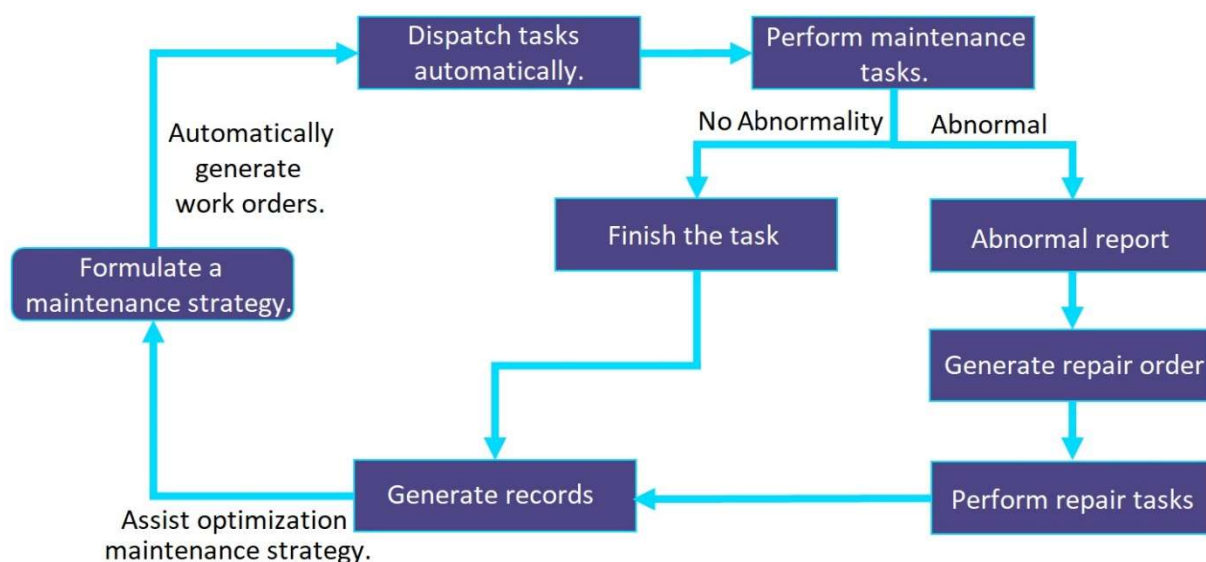 Dispatch tasks
automatically.
Perform maintenance
tasks.
No Abnormality
Abnormal
Automatically
generate
work orders.
Finish the task
Abnormal report
Formulate a
maintenance strategy.
Generate repair order
Generate records
Perform repair tasks
Assist optimization
maintenance strategy.